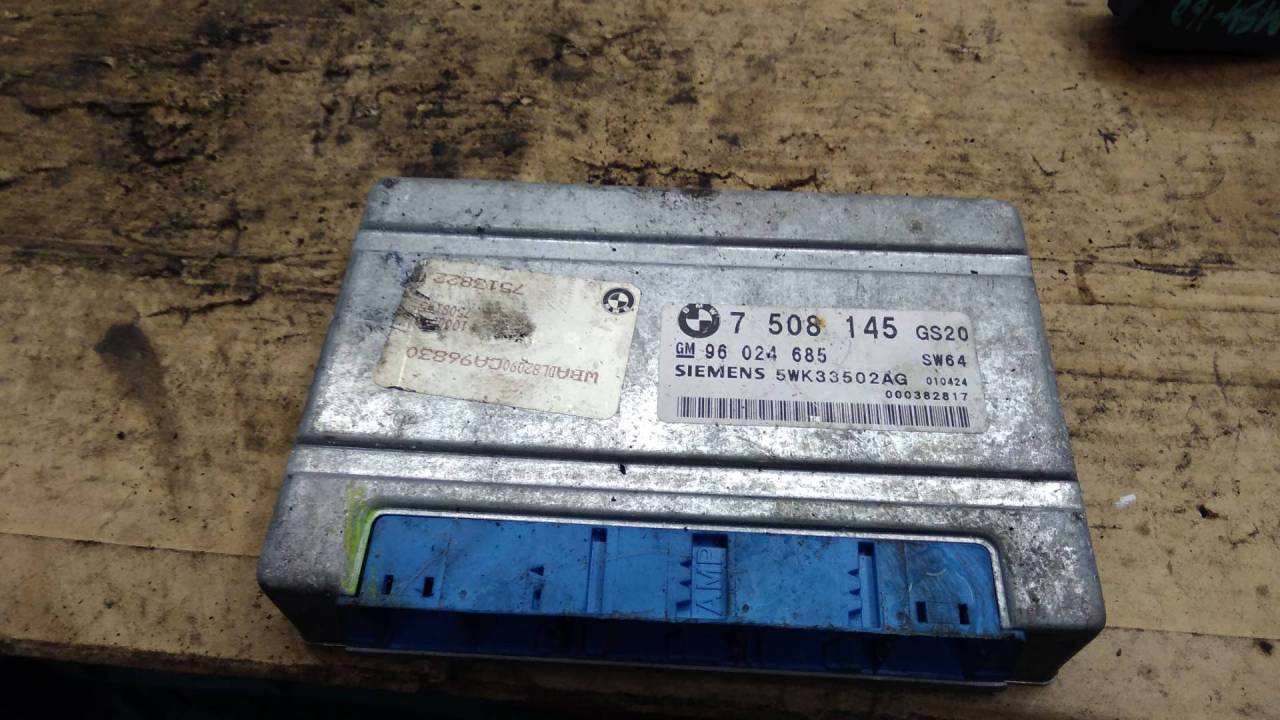 7513822
WBADL82090CA96830
7 508 145 GS20
GM 96 024 685 SW64
SIEMENS 5WK33502AG 010424
000382817
AMP